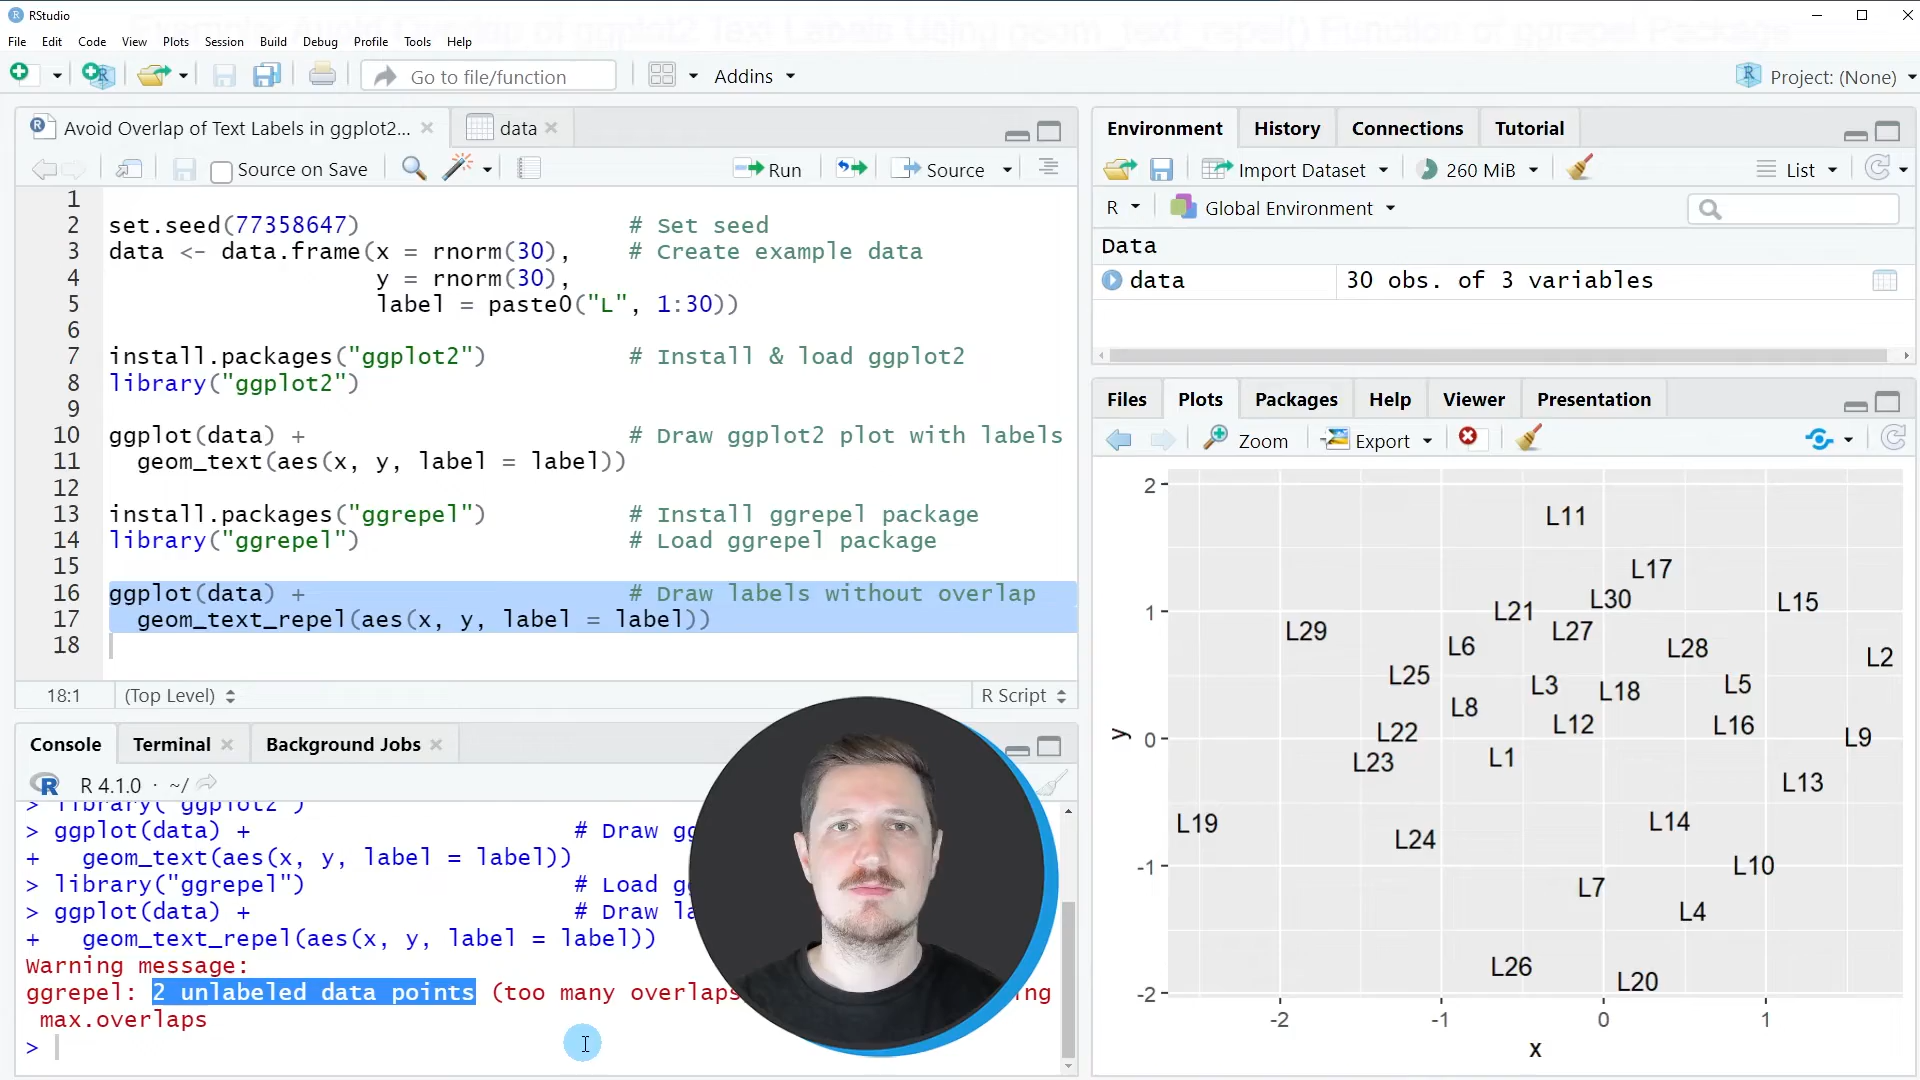 RStudio
File Edit Code View Plots Session Build Debug Profile Tools Help
Go to file/function
Addins
Project: (None)
Avoid Overlap of Text Labels in ggplot2...
data
Source on Save
Run
Source
1
2 set.seed(77358647) # Set seed
3 data <- data.frame(x = rnorm(30), # Create example data
4 y = rnorm(30),
5 label = paste0("L", 1:30))
6
7 install.packages("ggplot2") # Install & load ggplot2
8 library("ggplot2")
9
10 ggplot(data) + # Draw ggplot2 plot with labels
11 geom_text(aes(x, y, label = label))
12
13 install.packages("ggrepel") # Install ggrepel package
14 library("ggrepel") # Load ggrepel package
15
16 ggplot(data) + # Draw labels without overlap
17 geom_text_repel(aes(x, y, label = label))
18
18:1 (Top Level) R Script
Console Terminal Background Jobs
R 4.1.0 · ~/
> library("ggplot2")
> ggplot(data) + # Draw gg
+ geom_text(aes(x, y, label = label))
> library("ggrepel") # Load gg
> ggplot(data) + # Draw la
+ geom_text_repel(aes(x, y, label = label))
Warning message:
ggrepel: 2 unlabeled data points (too many overlaps ng
max.overlaps
>
Environment History Connections Tutorial
Import Dataset 260 MiB List
R Global Environment
Data
data 30 obs. of 3 variables
Files Plots Packages Help Viewer Presentation
Zoom Export
2
L11
L17
L30
L15
1
L21
L27
L29
L6
L28
L2
L25
L3
L18
L5
L8
L12
L16
L22
y
0
L9
L1
L23
L13
L19
L14
L24
-1
L10
L7
L4
L26
L20
-2
-2 -1 0 1
x